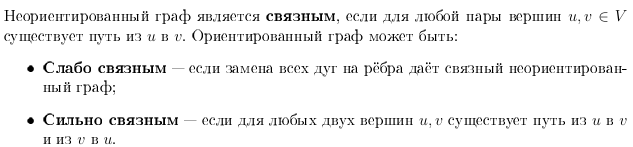 Неориентированный граф является связным, если для любой пары вершин u, v ∈ V
существует путь из u в v. Ориентированный граф может быть:
• Слабо связным — если замена всех дуг на рёбра даёт связный неориентирован-
ный граф;
• Сильно связным — если для любых двух вершин u, v существует путь из u в v
и из v в u.